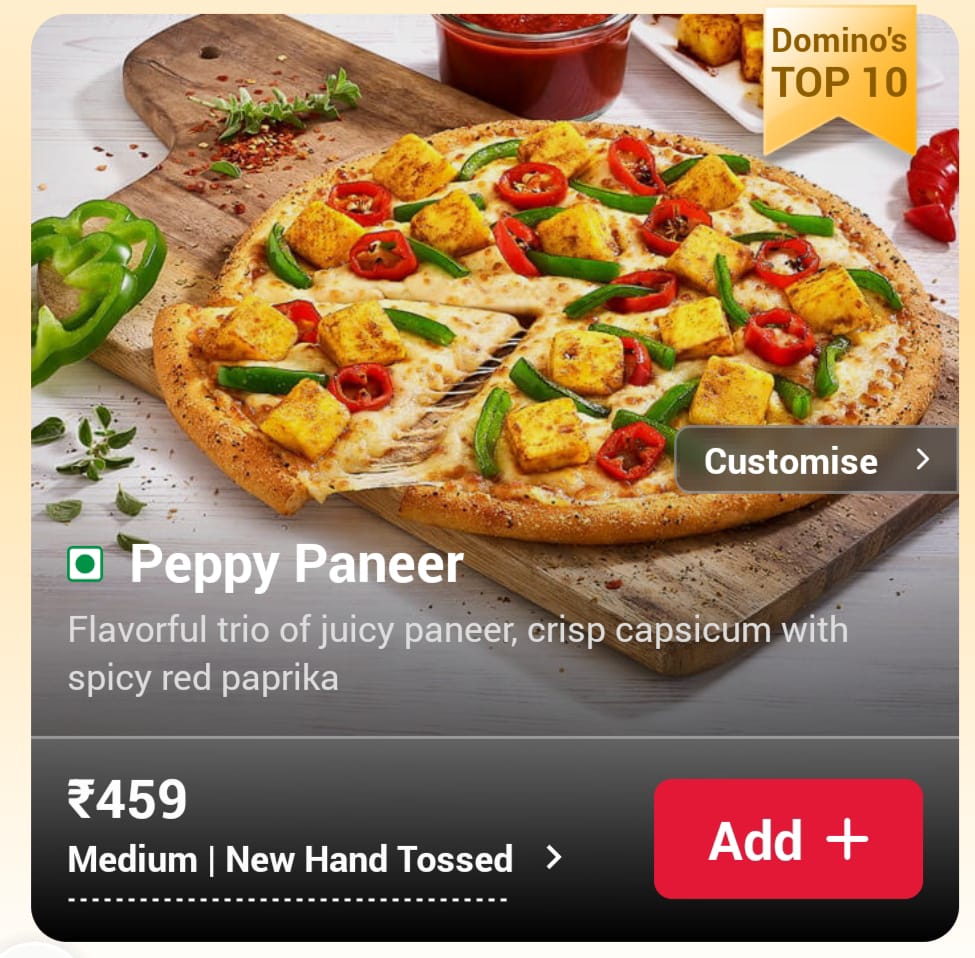 Domino's
TOP 10
Customise
Peppy Paneer
Flavorful trio of juicy paneer, crisp capsicum with
spicy red paprika
₹459
Medium | New Hand Tossed
Add +